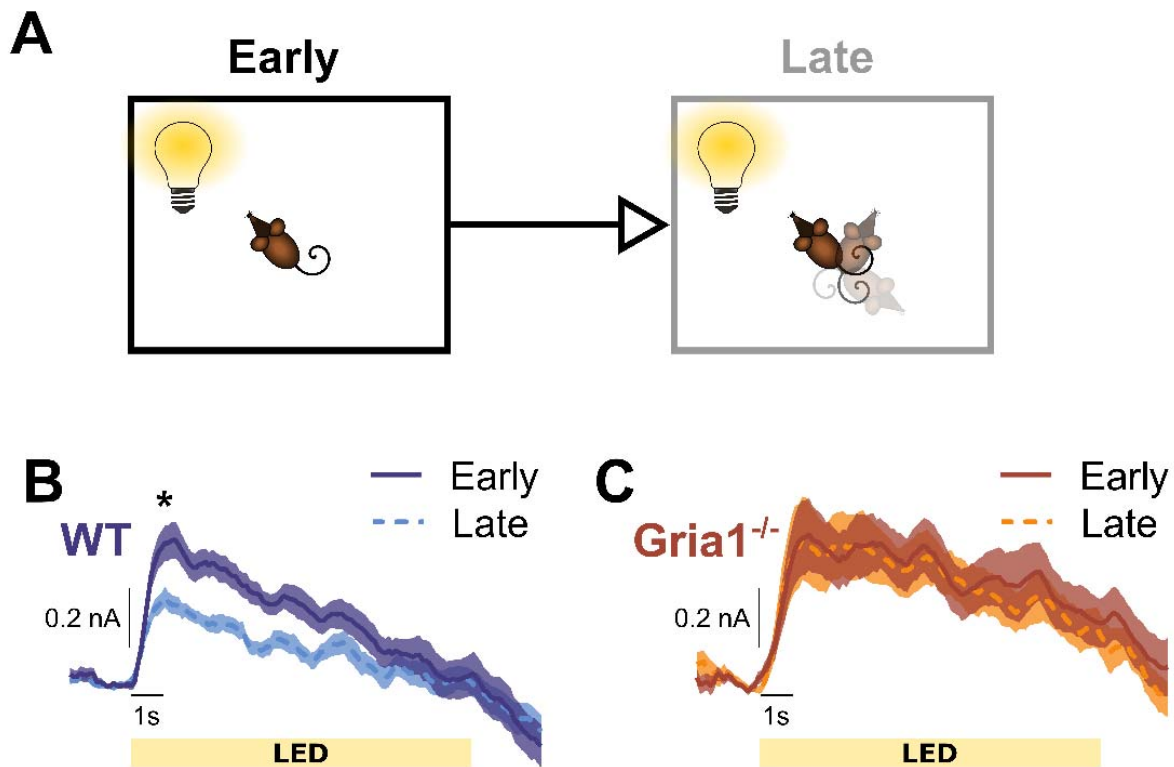 A
Early
Late
B
WT
*
Early
Late
0.2 nA
1s
LED
C
Gria1-/-
Early
Late
0.2 nA
1s
LED